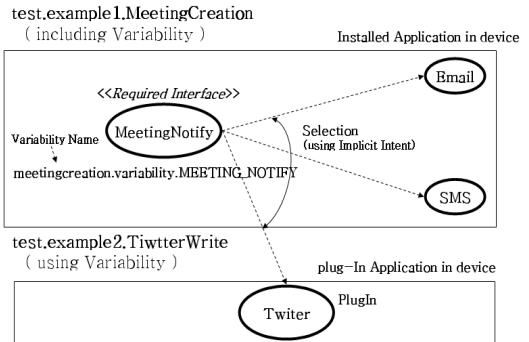 test.example1.MeetingCreation
( including Variability )
Installed Application in device
Email
<<Required Interface>>
MeetingNotify
Selection
(using Implicit Intent)
Variability Name
meetingcreation.variability.MEETING_NOTIFY
SMS
test.example2.TiwtterWrite
( using Variability )
plug-In Application in device
Twiter
PlugIn